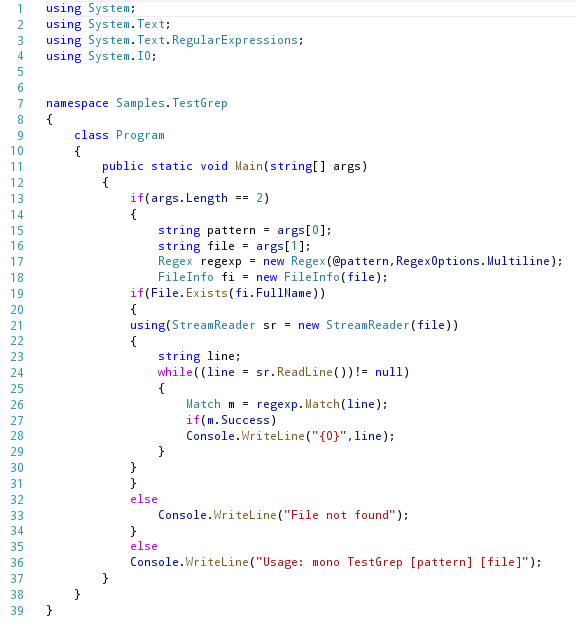 1 using System;
2 using System.Text;
3 using System.Text.RegularExpressions;
4 using System.IO;
5
6
7 namespace Samples.TestGrep
8 {
9     class Program
10     {
11         public static void Main(string[] args)
12         {
13             if(args.Length == 2)
14             {
15                 string pattern = args[0];
16                 string file = args[1];
17                 Regex regexp = new Regex(@pattern,RegexOptions.Multiline);
18                 FileInfo fi = new FileInfo(file);
19             if(File.Exists(fi.FullName))
20             {
21             using(StreamReader sr = new StreamReader(file))
22             {
23                 string line;
24                 while((line = sr.ReadLine())!= null)
25                 {
26                     Match m = regexp.Match(line);
27                     if(m.Success)
28                     Console.WriteLine("{0}",line);
29                 }
30             }
31             }
32             else
33                 Console.WriteLine("File not found");
34             }
35             else
36             Console.WriteLine("Usage: mono TestGrep [pattern] [file]");
37         }
38     }
39 }